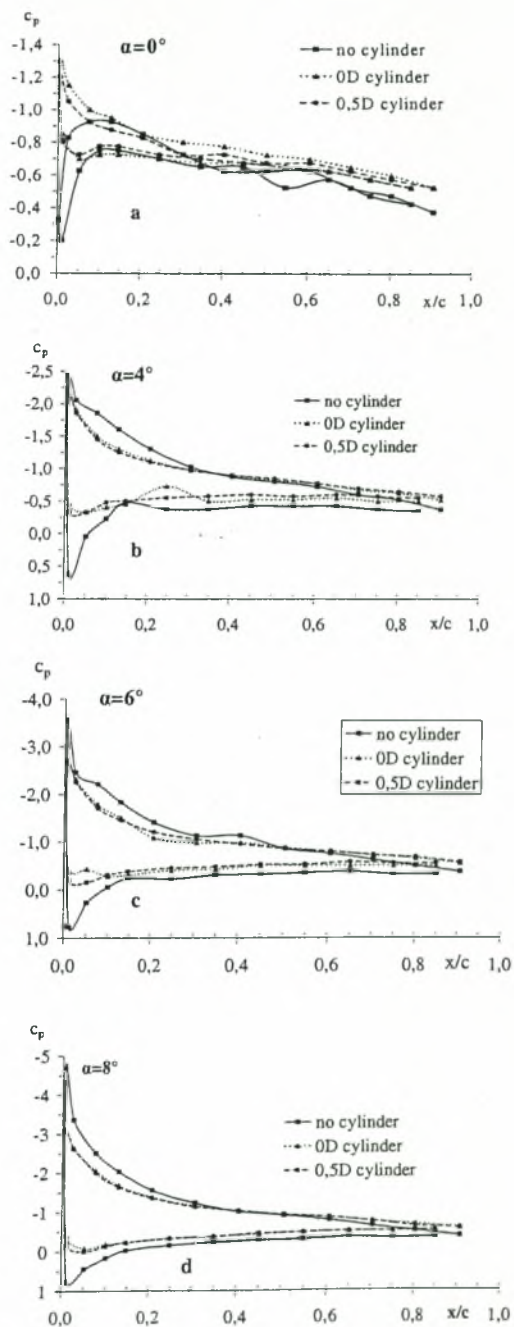 cp
α=0°
-1,4
-1,2
-1,0
-0,8
-0,6
-0,4
-0,2
0,0
no cylinder
0D cylinder
0,5D cylinder
a
0,0 0,2 0,4 0,6 0,8 1,0
x/c
cp
α=4°
-2,5
-2,0
-1,5
-1,0
-0,5
0,0
0,5
1,0
no cylinder
0D cylinder
0,5D cylinder
b
0,0 0,2 0,4 0,6 0,8 1,0
x/c
cp
α=6°
-4,0
-3,0
-2,0
-1,0
0,0
1,0
no cylinder
0D cylinder
0,5D cylinder
c
0,0 0,2 0,4 0,6 0,8 1,0
x/c
cp
α=8°
-5
-4
-3
-2
-1
0
1
no cylinder
0D cylinder
0,5D cylinder
d
0,0 0,2 0,4 0,6 0,8 1,0
x/c